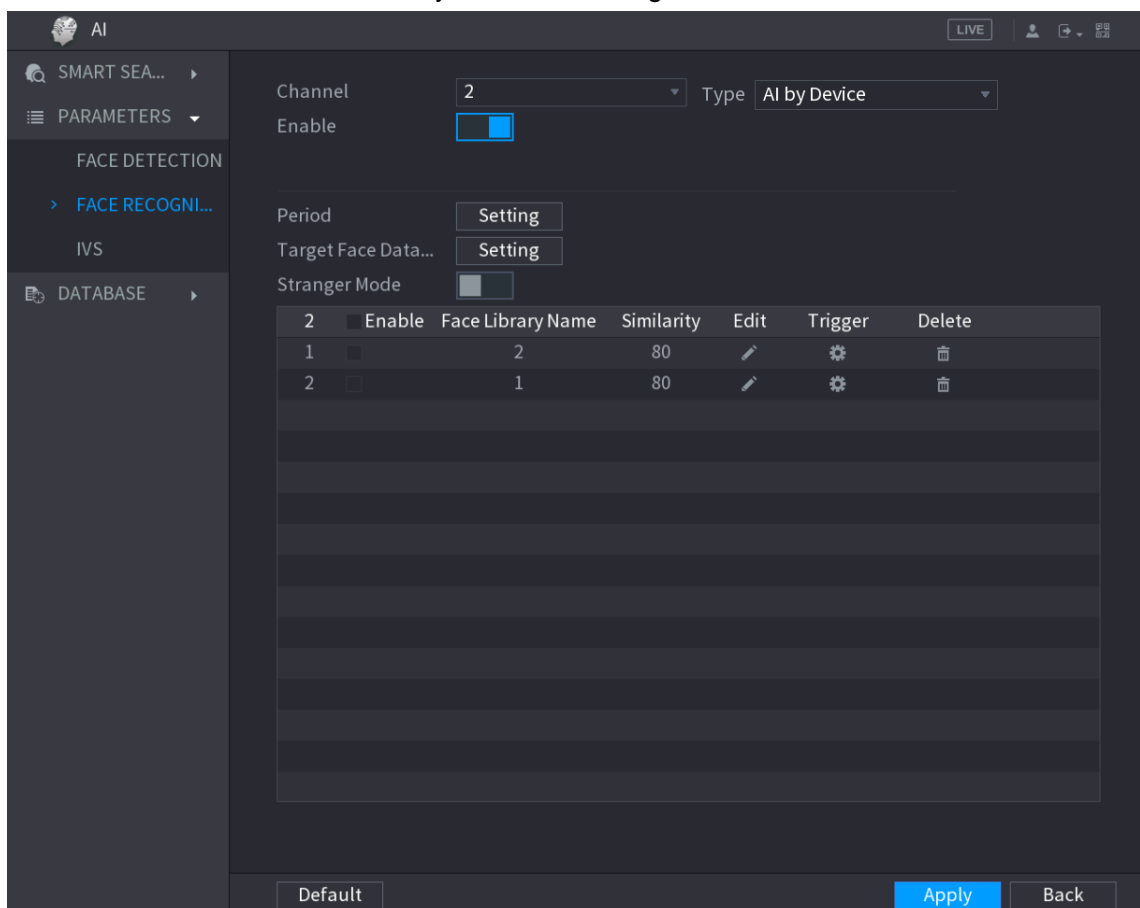 AI
LIVE
SMART SEA...
PARAMETERS
FACE DETECTION
FACE RECOGNI...
IVS
DATABASE
Channel 2 Type AI by Device
Enable
Period Setting
Target Face Data... Setting
Stranger Mode
2 Enable Face Library Name Similarity Edit Trigger Delete
1 2 80
2 1 80
Default Apply Back